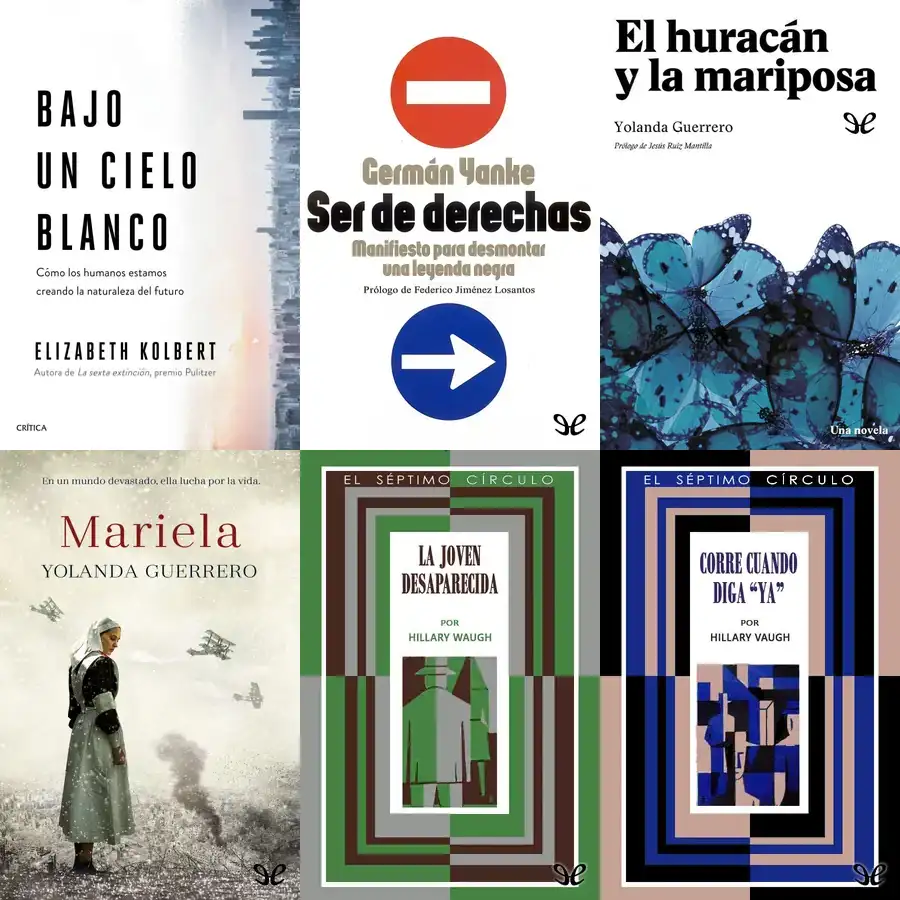 BAJO
UN CIELO
BLANCO
Cómo los humanos estamos
creando la naturaleza del futuro
ELIZABETH KOLBERT
Autora de La sexta extinción, premio Pulitzer
CRÍTICA
Germán Yanke
Ser de derechas
Manifiesto para desmontar
una leyenda negra
Prólogo de Federico Jiménez Losantos
El huracán
y la mariposa
Yolanda Guerrero
Prólogo de Jesús Ruiz Mantilla
Una novela
En un mundo devastado, ella lucha por la vida.
Mariela
YOLANDA GUERRERO
EL SÉPTIMO CÍRCULO
LA JOVEN
DESAPARECIDA
POR
HILLARY WAUGH
EL SÉPTIMO CÍRCULO
CORRE CUANDO
DIGA “YA”
POR
HILLARY VAUGH